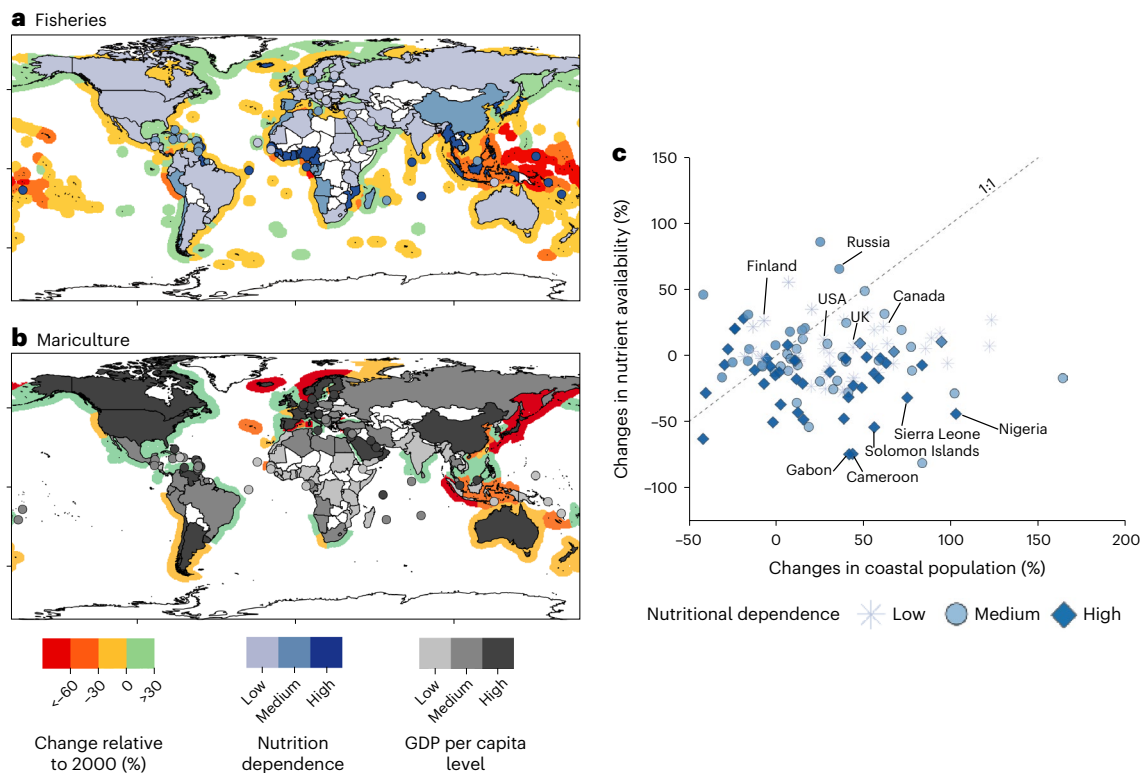 a Fisheries
b Mariculture
<–60
–30
0
>30
Change relative
to 2000 (%)
Low
Medium
High
Nutrition
dependence
Low
Medium
High
GDP per capita
level
c
Changes in nutrient availability (%)
150
100
50
0
–50
–100
1:1
Russia
Finland
USA
UK
Canada
Nigeria
Sierra Leone
Solomon Islands
Gabon
Cameroon
–50
0
50
100
150
200
Changes in coastal population (%)
Nutritional dependence
Low
Medium
High